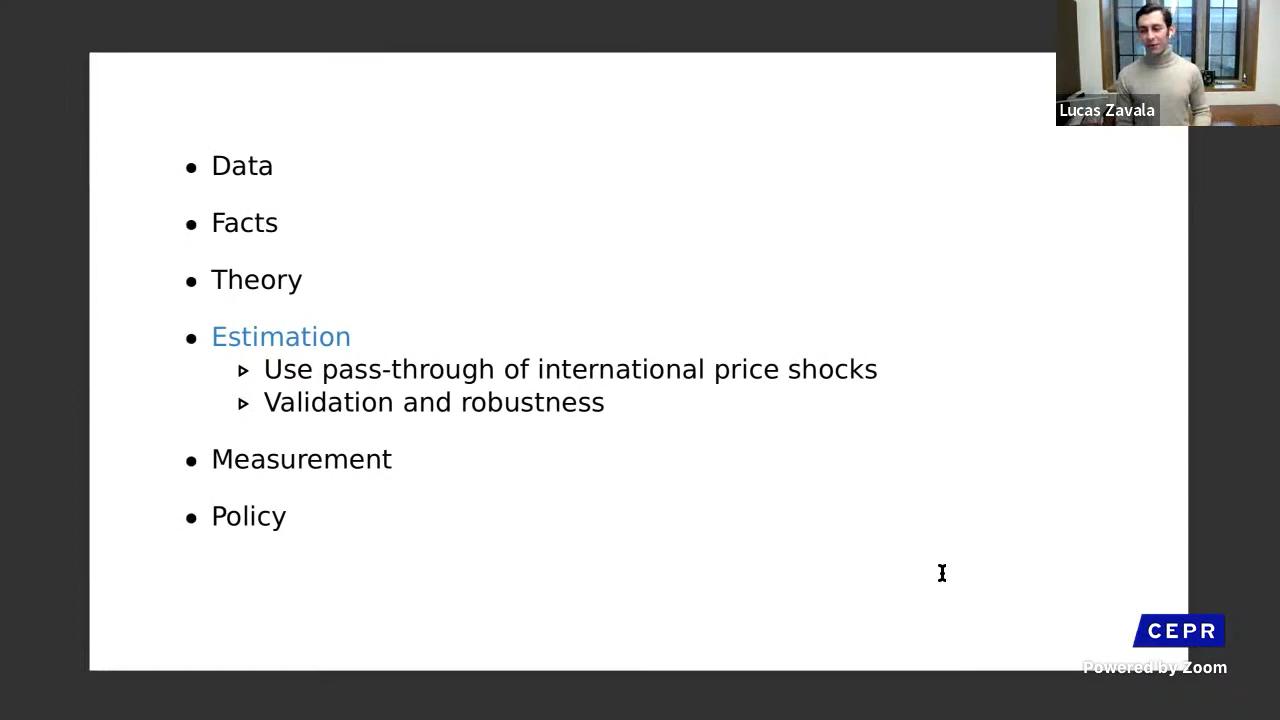 Lucas Zavala
Data
Facts
Theory
Estimation
Use pass-through of international price shocks
Validation and robustness
Measurement
Policy
CEPR
Powered by Zoom